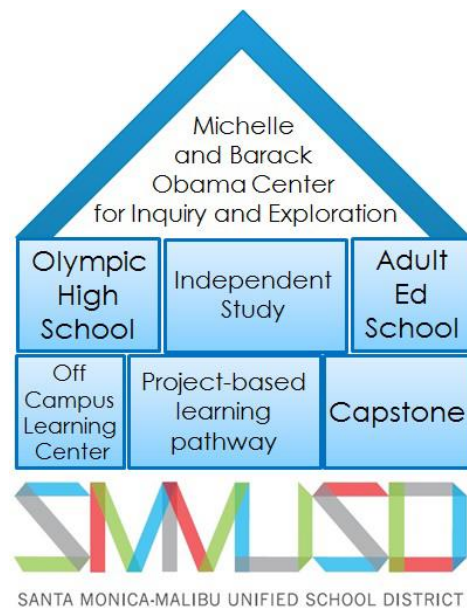 Michelle
and Barack
Obama Center
for Inquiry and Exploration
Olympic
High
School
Independent
Study
Adult
Ed
School
Off
Campus
Learning
Center
Project-based
learning
pathway
Capstone
SMMUSD
SANTA MONICA-MALIBU UNIFIED SCHOOL DISTRICT